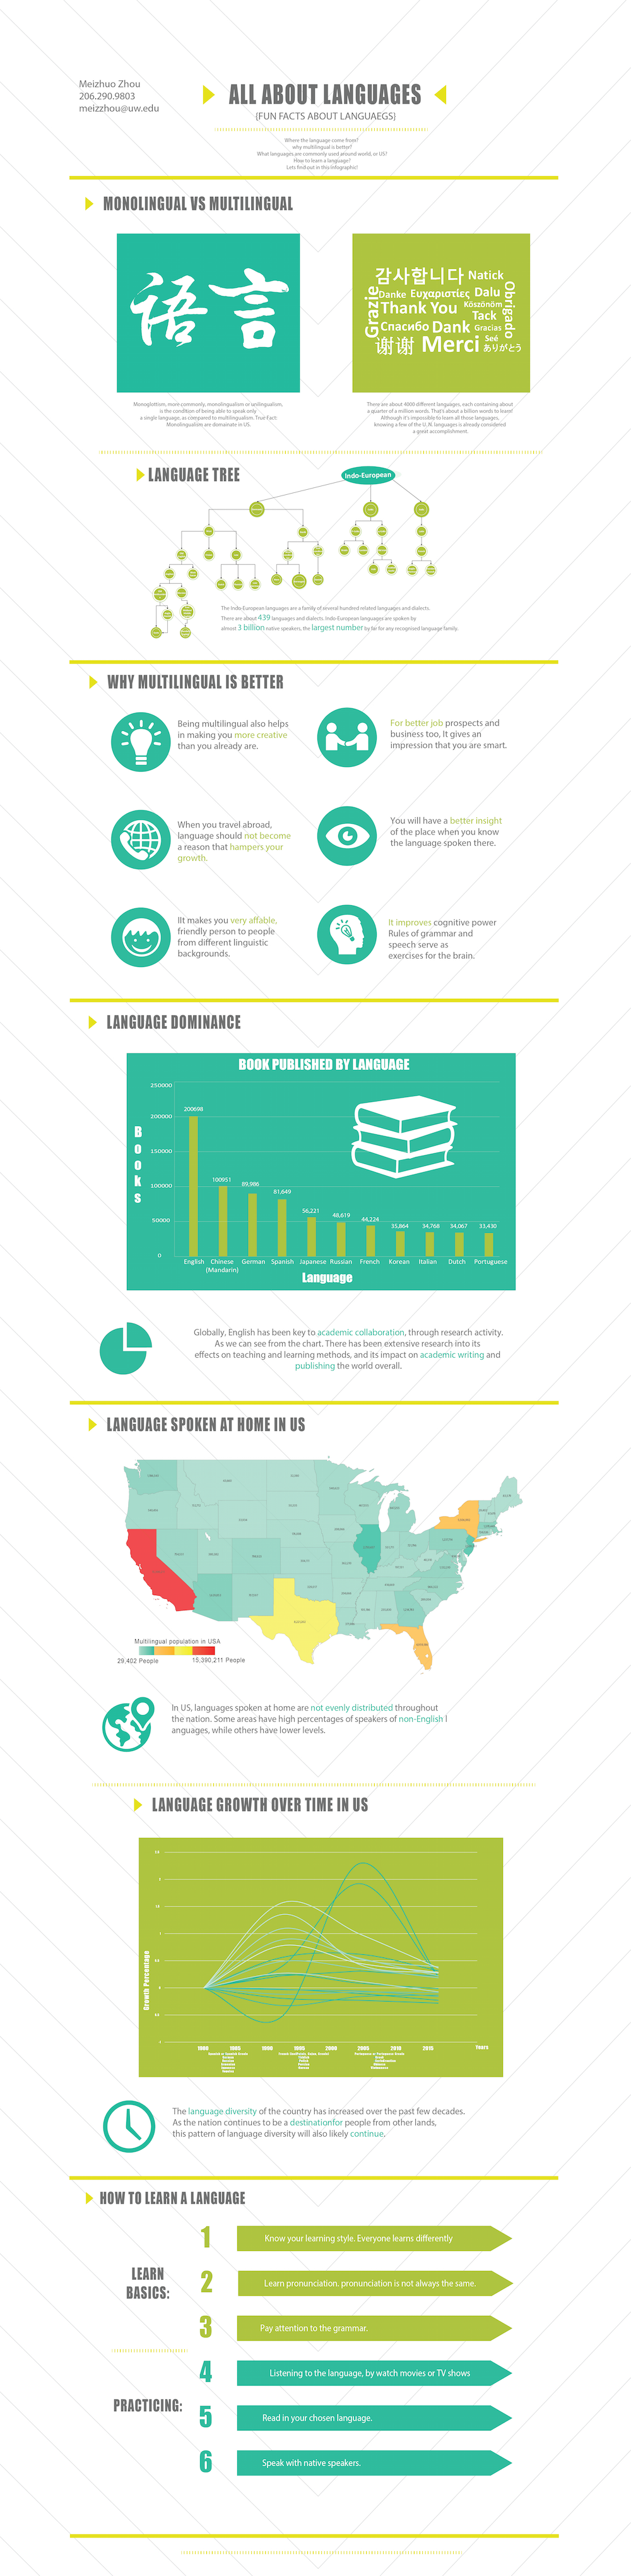 Meizhuo Zhou
206.290.9803
meizzhou@uw.edu
ALL ABOUT LANGUAGES
(FUN FACTS ABOUT LANGUAEGS)
Where the language come from?
why multilingual is better?
What languages are commonly used around world, or US?
How to learn a language?
Lets find out in this Infographic!
MONOLINGUAL VS MULTILINGUAL
语言
감사합니다 Natick
Danke Ευχαριστίες Dalu
Grazie
Thank You Köszönöm
Tack
Obrigado
Спасибо Dank Gracias
谢谢 Merci Seé
ありがとう
Monoglottism, more commonly, monolingualism or unilingualism,
is the condition of being able to speak only
a single language, as compared to multilingualism. True Fact:
Monolingualism are domainate in US.
There are about 4000 different languages, each containing about
a quarter of a million words. That's about a billion words to learn!
Although it's impossible to learn all those languages,
knowing a few of the U.N. languages is already considered
a great accomplishment.
LANGUAGE TREE
Indo-European
The Indo-European languages are a family of several hundred related languages and dialects.
There are about 439 languages and dialects. Indo-European languages are spoken by
almost 3 billion native speakers, the largest number by far for any recognised language family.
WHY MULTILINGUAL IS BETTER
Being multilingual also helps
in making you more creative
than you already are.
For better job prospects and
business too, It gives an
impression that you are smart.
When you travel abroad,
language should not become
a reason that hampers your
growth.
You will have a better insight
of the place when you know
the language spoken there.
IIt makes you very affable,
friendly person to people
from different linguistic
backgrounds.
It improves cognitive power
Rules of grammar and
speech serve as
exercises for the brain.
LANGUAGE DOMINANCE
BOOK PUBLISHED BY LANGUAGE
Books
250000
200000
150000
100000
50000
0
200698
100951
89,986
81,649
56,221
48,619
44,224
35,864
34,768
34,067
33,430
English Chinese German Spanish Japanese Russian French Korean Italian Dutch Portuguese
(Mandarin)
Language
Globally, English has been key to academic collaboration, through research activity.
As we can see from the chart. There has been extensive research into its
effects on teaching and learning methods, and its impact on academic writing and
publishing the world overall.
LANGUAGE SPOKEN AT HOME IN US
Multilingual population in USA
29,402 People 15,390,211 People
In US, languages spoken at home are not evenly distributed throughout
the nation. Some areas have high percentages of speakers of non-English l
anguages, while others have lower levels.
LANGUAGE GROWTH OVER TIME IN US
Growth Percentage
1980 1985 1990 1995 2000 2005 2010 2015 Years
The language diversity of the country has increased over the past few decades.
As the nation continues to be a destinationfor people from other lands,
this pattern of language diversity will also likely continue.
HOW TO LEARN A LANGUAGE
LEARN
BASICS:
1 Know your learning style. Everyone learns differently
2 Learn pronunciation. pronunciation is not always the same.
3 Pay attention to the grammar.
PRACTICING:
4 Listening to the language, by watch movies or TV shows
5 Read in your chosen language.
6 Speak with native speakers.